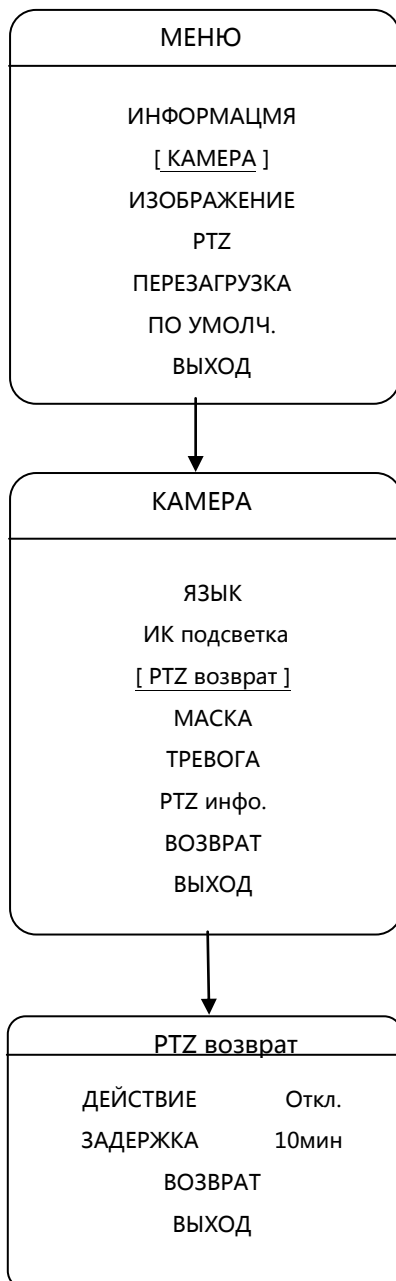 МЕНЮ
ИНФОРМАЦМЯ
[ КАМЕРА ]
ИЗОБРАЖЕНИЕ
PTZ
ПЕРЕЗАГРУЗКА
ПО УМОЛЧ.
ВЫХОД
КАМЕРА
ЯЗЫК
ИК подсветка
[ PTZ возврат ]
МАСКА
ТРЕВОГА
PTZ инфо.
ВОЗВРАТ
ВЫХОД
PTZ возврат
ДЕЙСТВИЕ Откл.
ЗАДЕРЖКА 10мин
ВОЗВРАТ
ВЫХОД